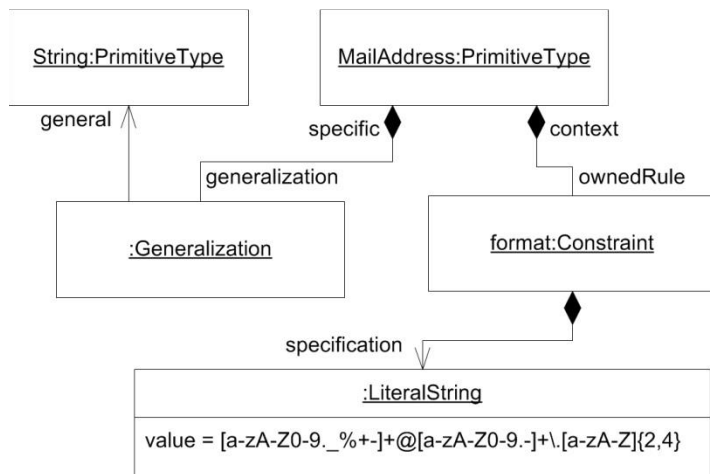 String:PrimitiveType
MailAddress:PrimitiveType
general
specific
context
generalization
ownedRule
:Generalization
format:Constraint
specification
:LiteralString
value = [a-zA-Z0-9._%+-]+@[a-zA-Z0-9.-]+\.[a-zA-Z]{2,4}